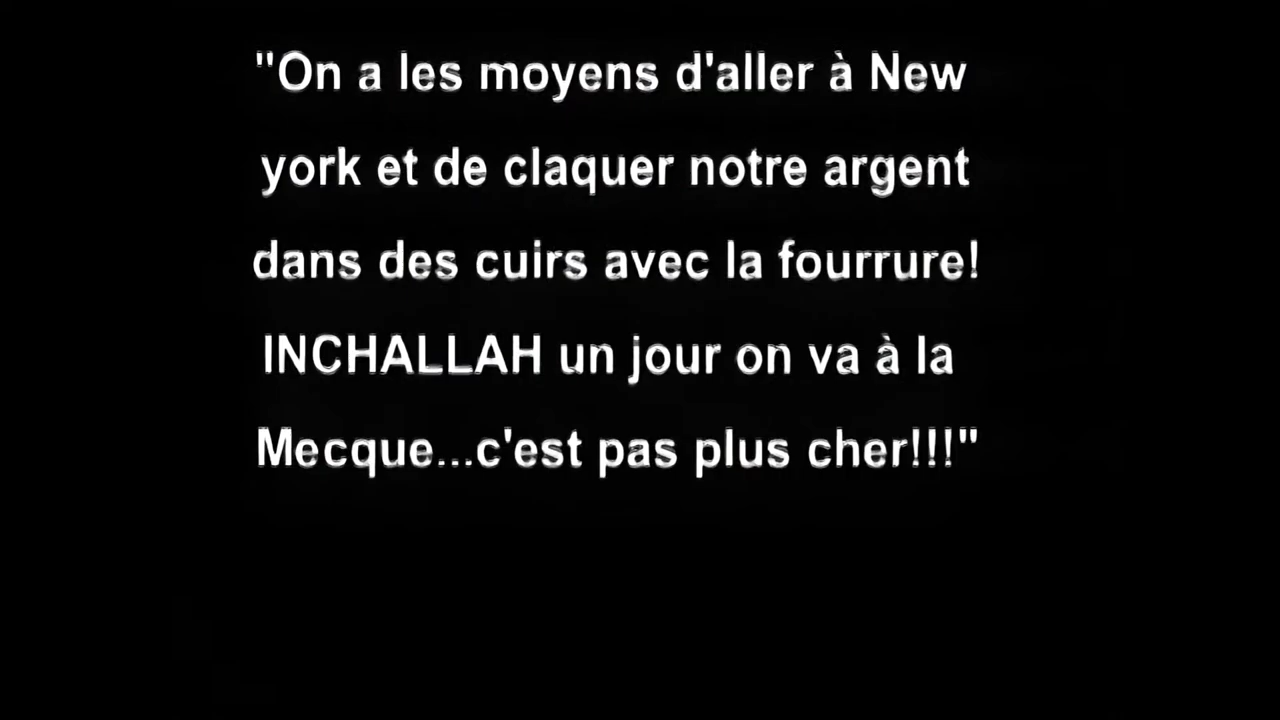 "On a les moyens d'aller à New
york et de claquer notre argent
dans des cuirs avec la fourrure!
INCHALLAH un jour on va à la
Mecque...c'est pas plus cher!!!"